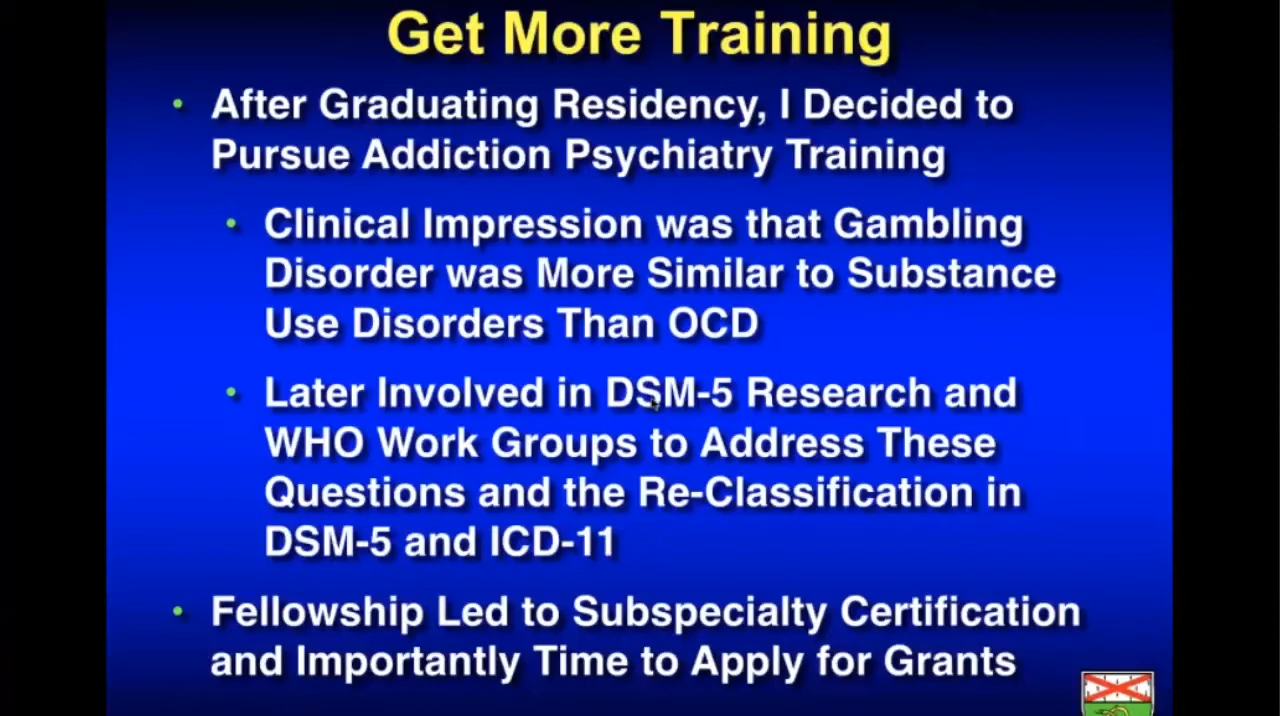 Get More Training
• After Graduating Residency, I Decided to
Pursue Addiction Psychiatry Training
• Clinical Impression was that Gambling
Disorder was More Similar to Substance
Use Disorders Than OCD
• Later Involved in DSM-5 Research and
WHO Work Groups to Address These
Questions and the Re-Classification in
DSM-5 and ICD-11
• Fellowship Led to Subspecialty Certification
and Importantly Time to Apply for Grants